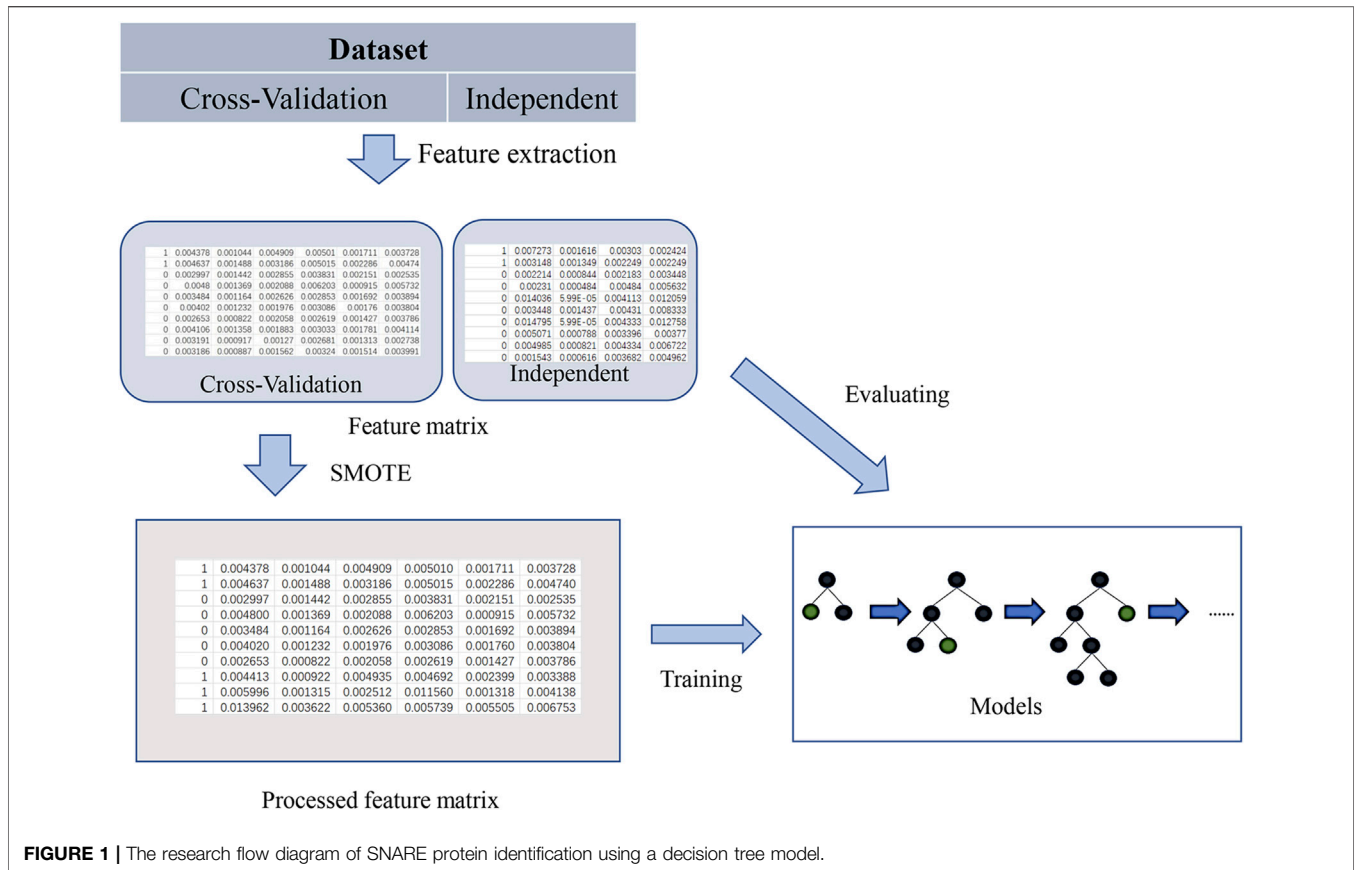 Dataset
Cross-Validation Independent
Feature extraction
1 0.004378 0.001044 0.004909 0.00501 0.001711 0.003728
1 0.004637 0.001488 0.003186 0.005015 0.002286 0.00474
0 0.002997 0.001442 0.002855 0.003831 0.002151 0.002535
0 0.0048 0.001369 0.002088 0.006203 0.000915 0.005732
0 0.003484 0.001164 0.002626 0.002853 0.001692 0.003894
0 0.00402 0.001232 0.001976 0.003086 0.00176 0.003804
0 0.002653 0.000822 0.002058 0.002619 0.001427 0.003786
0 0.004106 0.001358 0.001883 0.003033 0.001781 0.004114
0 0.003191 0.000917 0.00127 0.002681 0.001313 0.002738
0 0.003186 0.000887 0.001562 0.00324 0.001514 0.003991
Cross-Validation
1 0.007273 0.001616 0.00303 0.002424
1 0.003148 0.001349 0.002249 0.002249
0 0.002214 0.000844 0.002183 0.003448
0 0.00231 0.000484 0.00484 0.005632
0 0.014036 5.99E-05 0.004113 0.012059
0 0.003448 0.001437 0.00431 0.008333
0 0.014795 5.99E-05 0.004333 0.012758
0 0.005071 0.000788 0.003396 0.00377
0 0.004985 0.000821 0.004334 0.006722
0 0.001543 0.000616 0.003682 0.004962
Independent
Feature matrix
Evaluating
SMOTE
1 0.004378 0.001044 0.004909 0.005010 0.001711 0.003728
1 0.004637 0.001488 0.003186 0.005015 0.002286 0.004740
0 0.002997 0.001442 0.002855 0.003831 0.002151 0.002535
0 0.004800 0.001369 0.002088 0.006203 0.000915 0.005732
0 0.003484 0.001164 0.002626 0.002853 0.001692 0.003894
0 0.004020 0.001232 0.001976 0.003086 0.001760 0.003804
0 0.002653 0.000822 0.002058 0.002619 0.001427 0.003786
1 0.004413 0.000922 0.004935 0.004692 0.002399 0.003388
1 0.005996 0.001315 0.002512 0.011560 0.001318 0.004138
1 0.013962 0.003622 0.005360 0.005739 0.005505 0.006753
Processed feature matrix
Training
......
Models
FIGURE 1 | The research flow diagram of SNARE protein identification using a decision tree model.